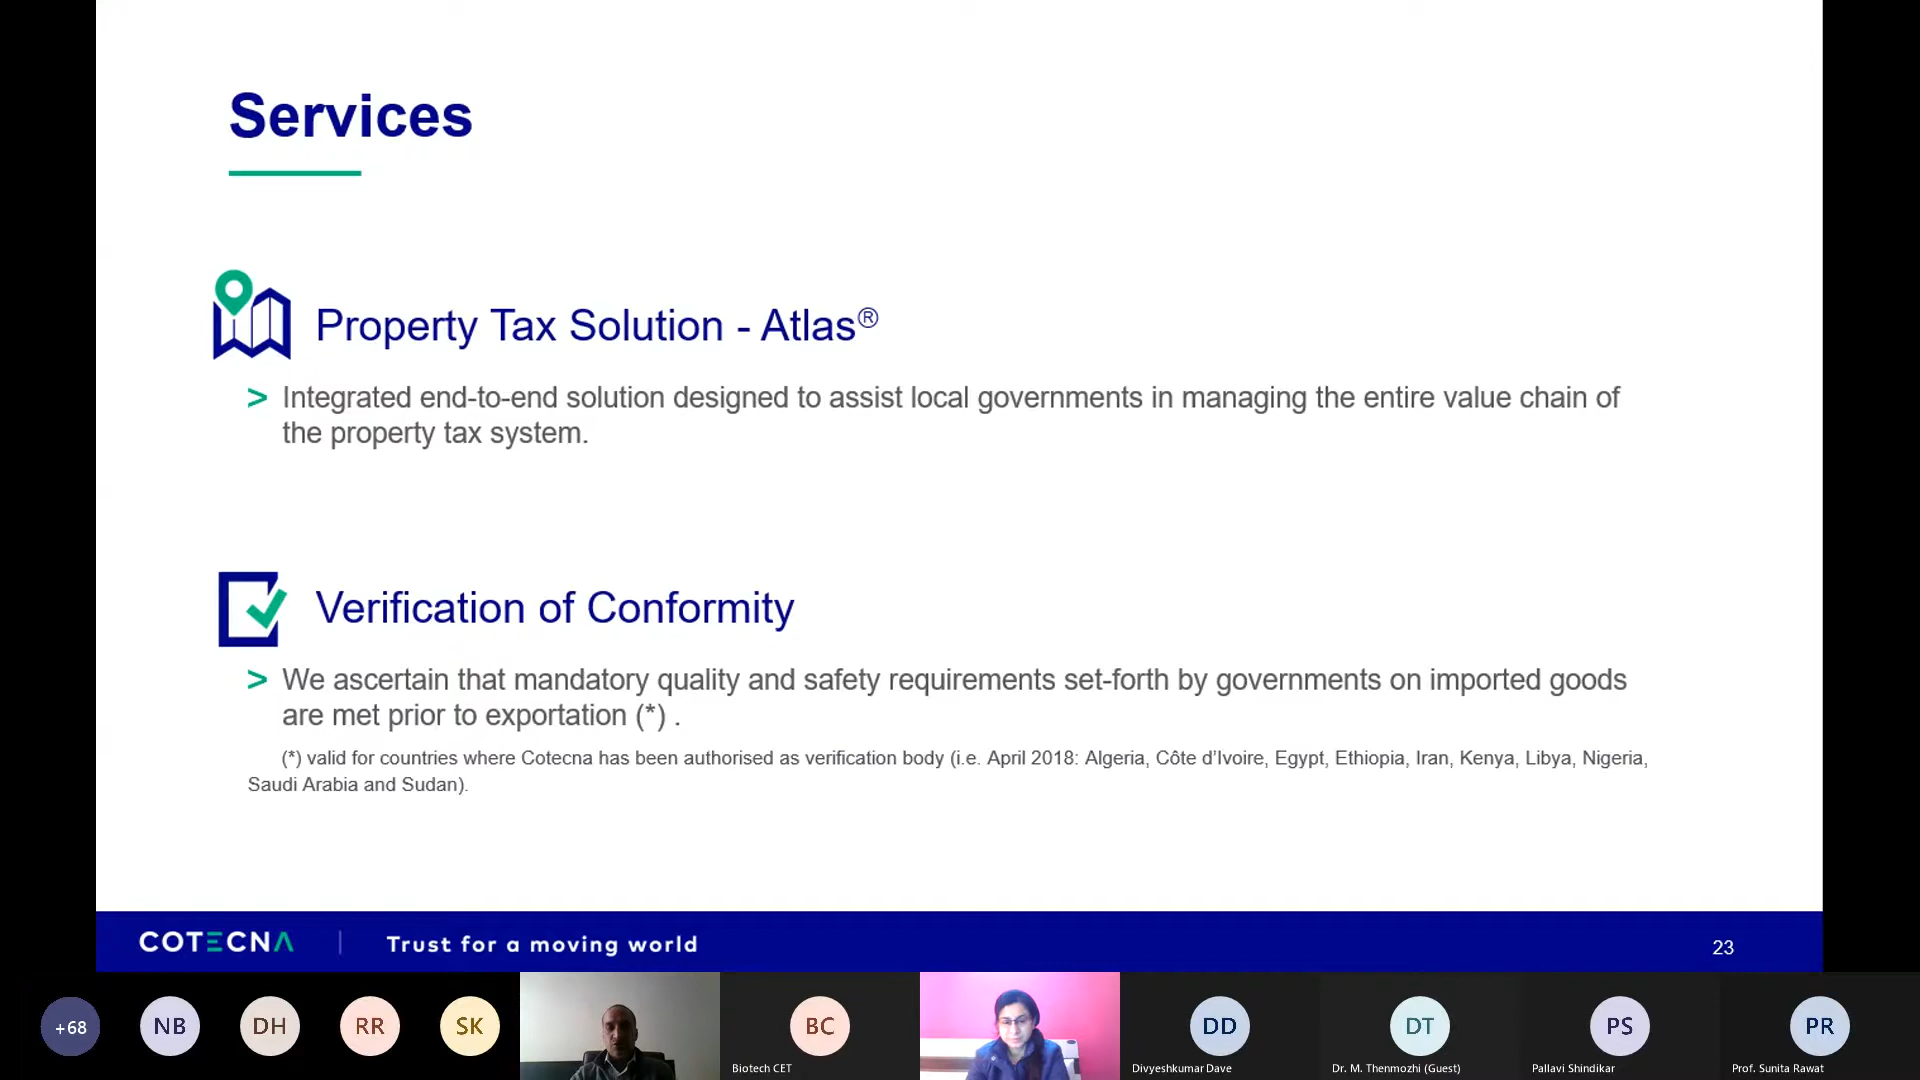 Services
Property Tax Solution - Atlas®
> Integrated end-to-end solution designed to assist local governments in managing the entire value chain of
the property tax system.
Verification of Conformity
> We ascertain that mandatory quality and safety requirements set-forth by governments on imported goods
are met prior to exportation (*) .
(*) valid for countries where Cotecna has been authorised as verification body (i.e. April 2018: Algeria, Côte d'Ivoire, Egypt, Ethiopia, Iran, Kenya, Libya, Nigeria,
Saudi Arabia and Sudan).
COTECNA | Trust for a moving world
23
+68
NB
DH
RR
SK
BC
DD
DT
PS
PR
Biotech CET
Divyeshkumar Dave
Dr. M. Thenmozhi (Guest)
Pallavi Shindikar
Prof. Sunita Rawat